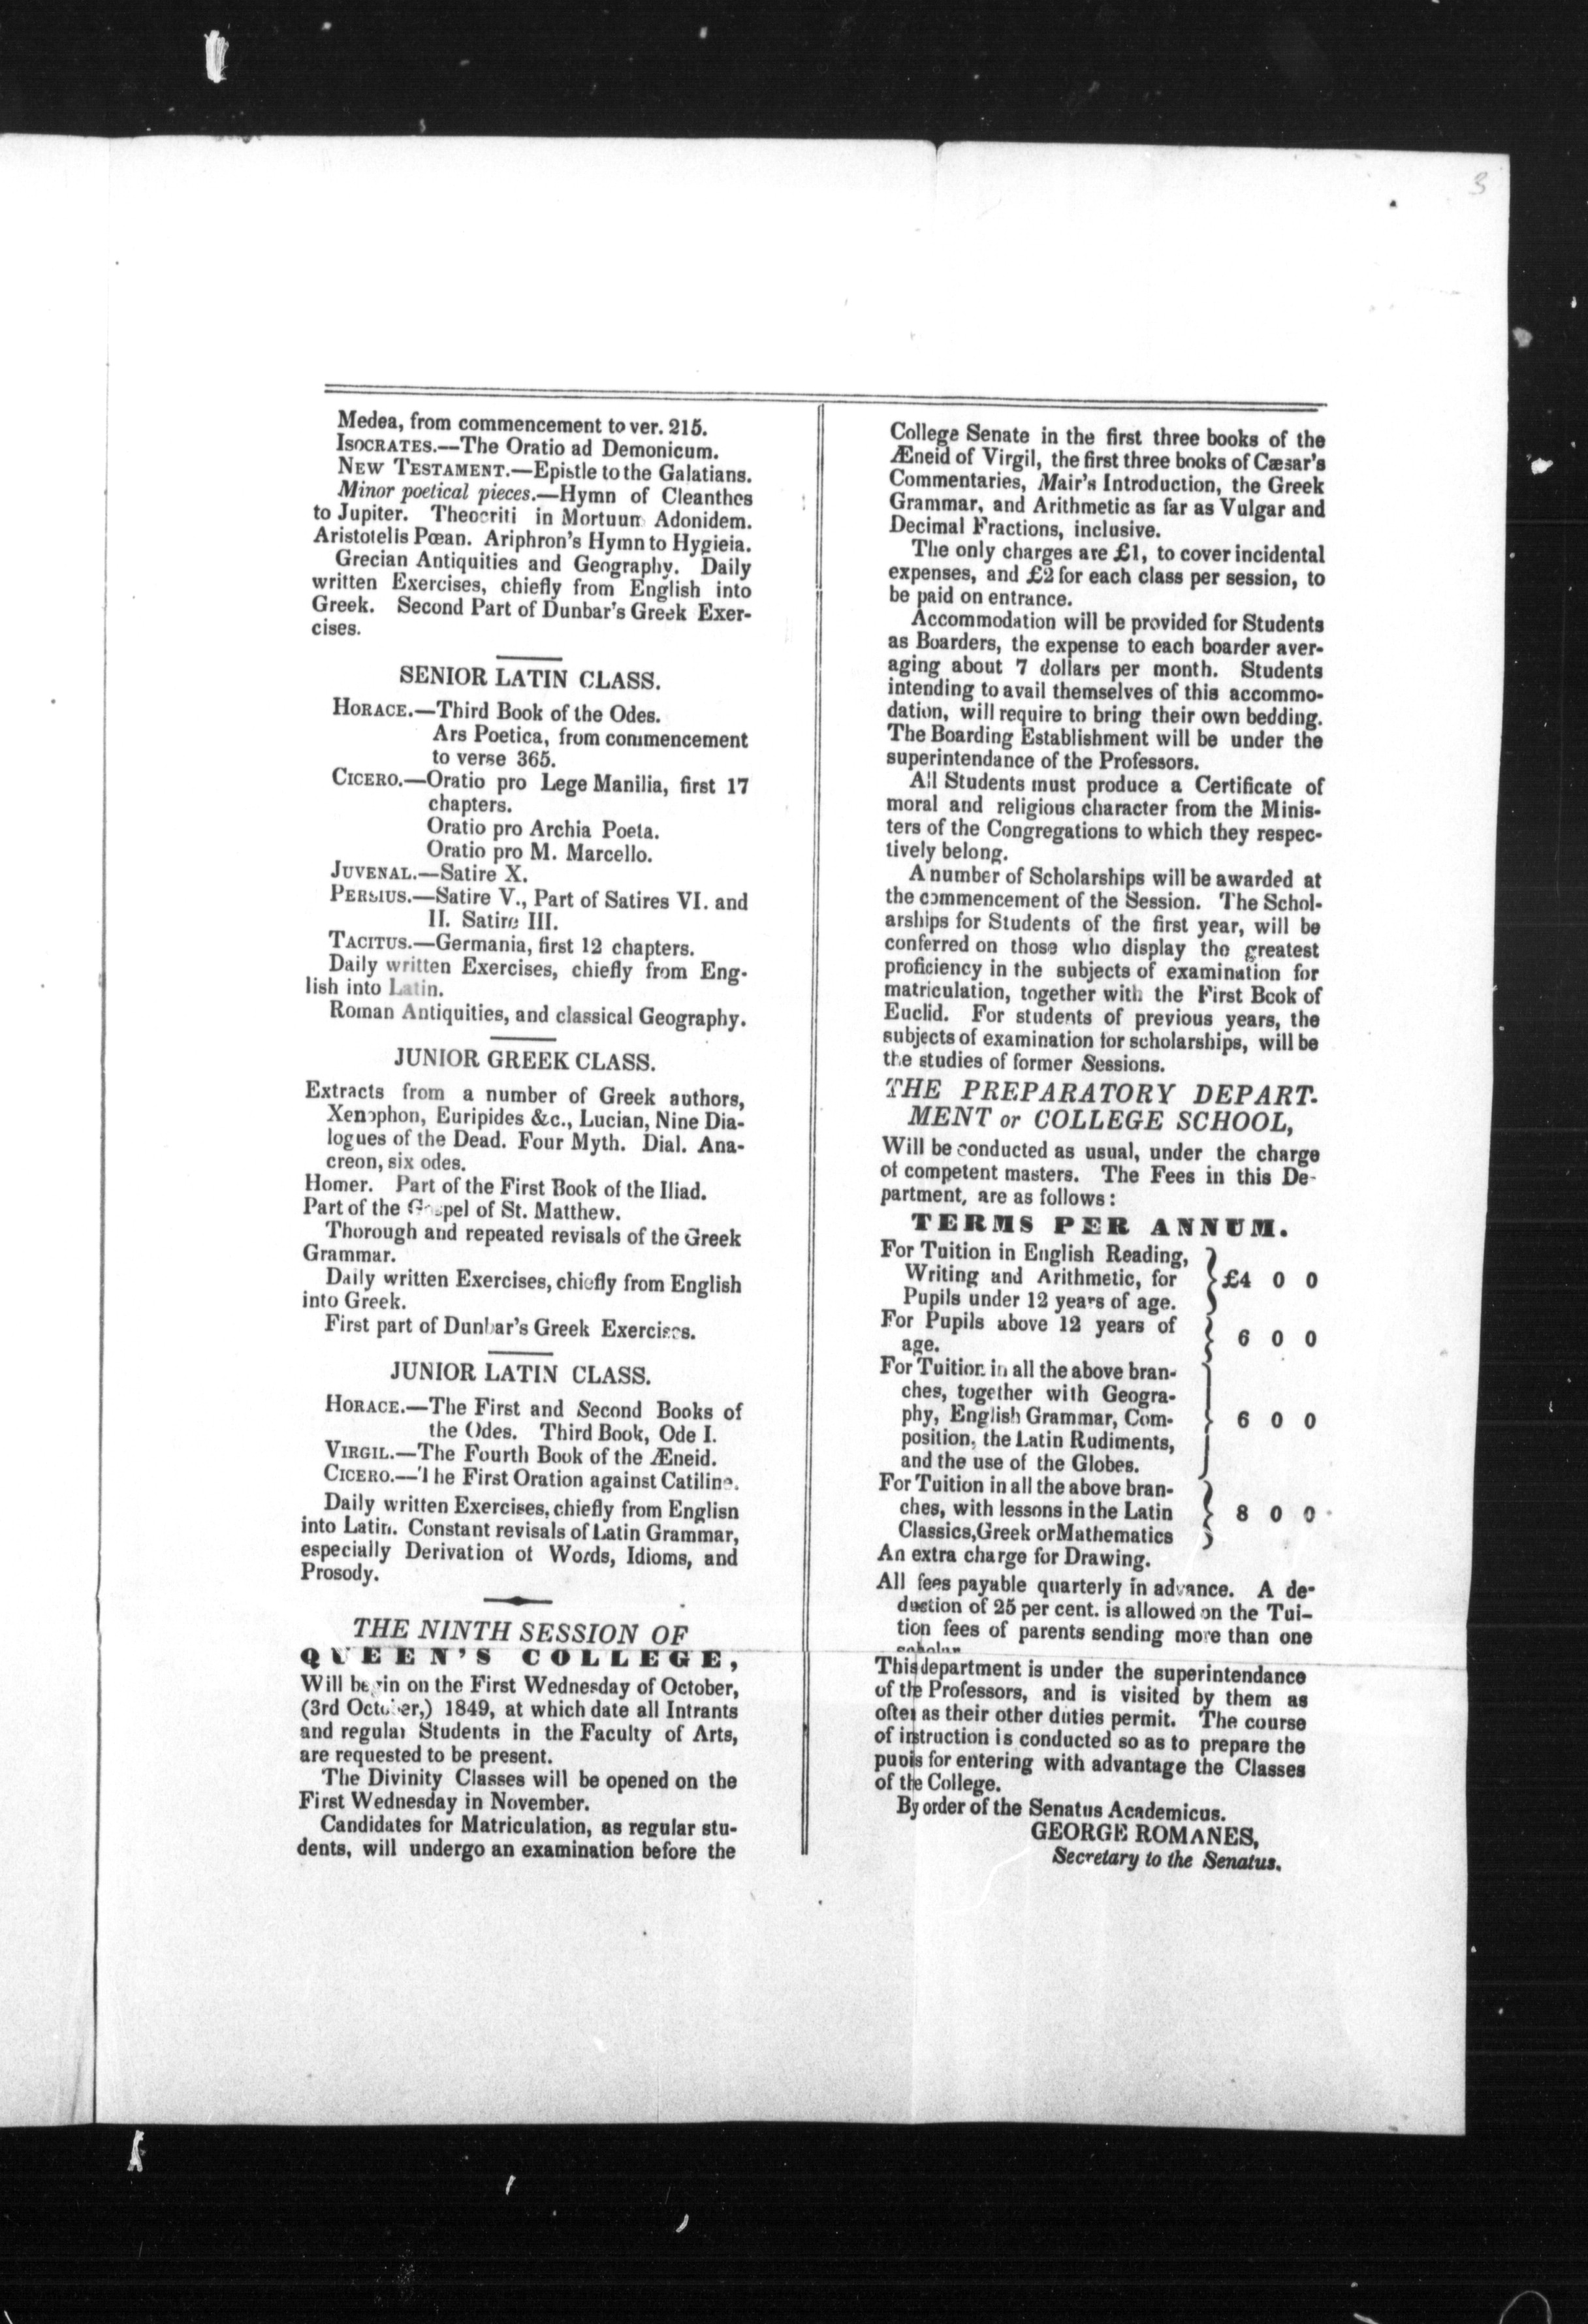 3
Medea, from commencement to ver. 215.
ISOCRATES.—The Oratio ad Demonicum.
NEW TESTAMENT.—Epistle to the Galatians.
Minor poetical pieces.—Hymn of Cleanthes
to Jupiter. Theocriti in Mortuum Adonidem.
Aristotelis Pœan. Ariphron's Hymn to Hygieia.
Grecian Antiquities and Geography. Daily
written Exercises, chiefly from English into
Greek. Second Part of Dunbar's Greek Exer-
cises.
SENIOR LATIN CLASS.
HORACE.—Third Book of the Odes.
Ars Poetica, from commencement
to verse 365.
CICERO.—Oratio pro Lege Manilia, first 17
chapters.
Oratio pro Archia Poeta.
Oratio pro M. Marcello.
JUVENAL.—Satire X.
PERSIUS.—Satire V., Part of Satires VI. and
II. Satire III.
TACITUS.—Germania, first 12 chapters.
Daily written Exercises, chiefly from Eng-
lish into Latin.
Roman Antiquities, and classical Geography.
JUNIOR GREEK CLASS.
Extracts from a number of Greek authors,
Xenophon, Euripides &c., Lucian, Nine Dia-
logues of the Dead. Four Myth. Dial. Ana-
creon, six odes.
Homer. Part of the First Book of the Iliad.
Part of the Gospel of St. Matthew.
Thorough and repeated revisals of the Greek
Grammar.
Daily written Exercises, chiefly from English
into Greek.
First part of Dunbar's Greek Exercises.
JUNIOR LATIN CLASS.
HORACE.—The First and Second Books of
the Odes. Third Book, Ode I.
VIRGIL.—The Fourth Book of the Æneid.
CICERO.—The First Oration against Catiline.
Daily written Exercises, chiefly from English
into Latin. Constant revisals of Latin Grammar,
especially Derivation of Words, Idioms, and
Prosody.
THE NINTH SESSION OF
QUEEN'S COLLEGE,
Will begin on the First Wednesday of October,
(3rd October,) 1849, at which date all Intrants
and regular Students in the Faculty of Arts,
are requested to be present.
The Divinity Classes will be opened on the
First Wednesday in November.
Candidates for Matriculation, as regular stu-
dents, will undergo an examination before the
College Senate in the first three books of the
Æneid of Virgil, the first three books of Cæsar's
Commentaries, Mair's Introduction, the Greek
Grammar, and Arithmetic as far as Vulgar and
Decimal Fractions, inclusive.
The only charges are £1, to cover incidental
expenses, and £2 for each class per session, to
be paid on entrance.
Accommodation will be provided for Students
as Boarders, the expense to each boarder aver-
aging about 7 dollars per month. Students
intending to avail themselves of this accommo-
dation, will require to bring their own bedding.
The Boarding Establishment will be under the
superintendance of the Professors.
All Students must produce a Certificate of
moral and religious character from the Minis-
ters of the Congregations to which they respec-
tively belong.
A number of Scholarships will be awarded at
the commencement of the Session. The Schol-
arships for Students of the first year, will be
conferred on those who display the greatest
proficiency in the subjects of examination for
matriculation, together with the First Book of
Euclid. For students of previous years, the
subjects of examination for scholarships, will be
the studies of former Sessions.
THE PREPARATORY DEPART-
MENT or COLLEGE SCHOOL,
Will be conducted as usual, under the charge
of competent masters. The Fees in this De-
partment, are as follows:
TERMS PER ANNUM.
For Tuition in English Reading,
Writing and Arithmetic, for £4 0 0
Pupils under 12 years of age.
For Pupils above 12 years of
age. 6 0 0
For Tuition in all the above bran-
ches, together with Geogra-
phy, English Grammar, Com- 6 0 0
position, the Latin Rudiments,
and the use of the Globes.
For Tuition in all the above bran-
ches, with lessons in the Latin 8 0 0
Classics, Greek or Mathematics
An extra charge for Drawing.
All fees payable quarterly in advance. A de-
duction of 25 per cent. is allowed on the Tui-
tion fees of parents sending more than one
scholar
This department is under the superintendance
of the Professors, and is visited by them as
often as their other duties permit. The course
of instruction is conducted so as to prepare the
pupils for entering with advantage the Classes
of the College.
By order of the Senatus Academicus.
GEORGE ROMANES,
Secretary to the Senatus.